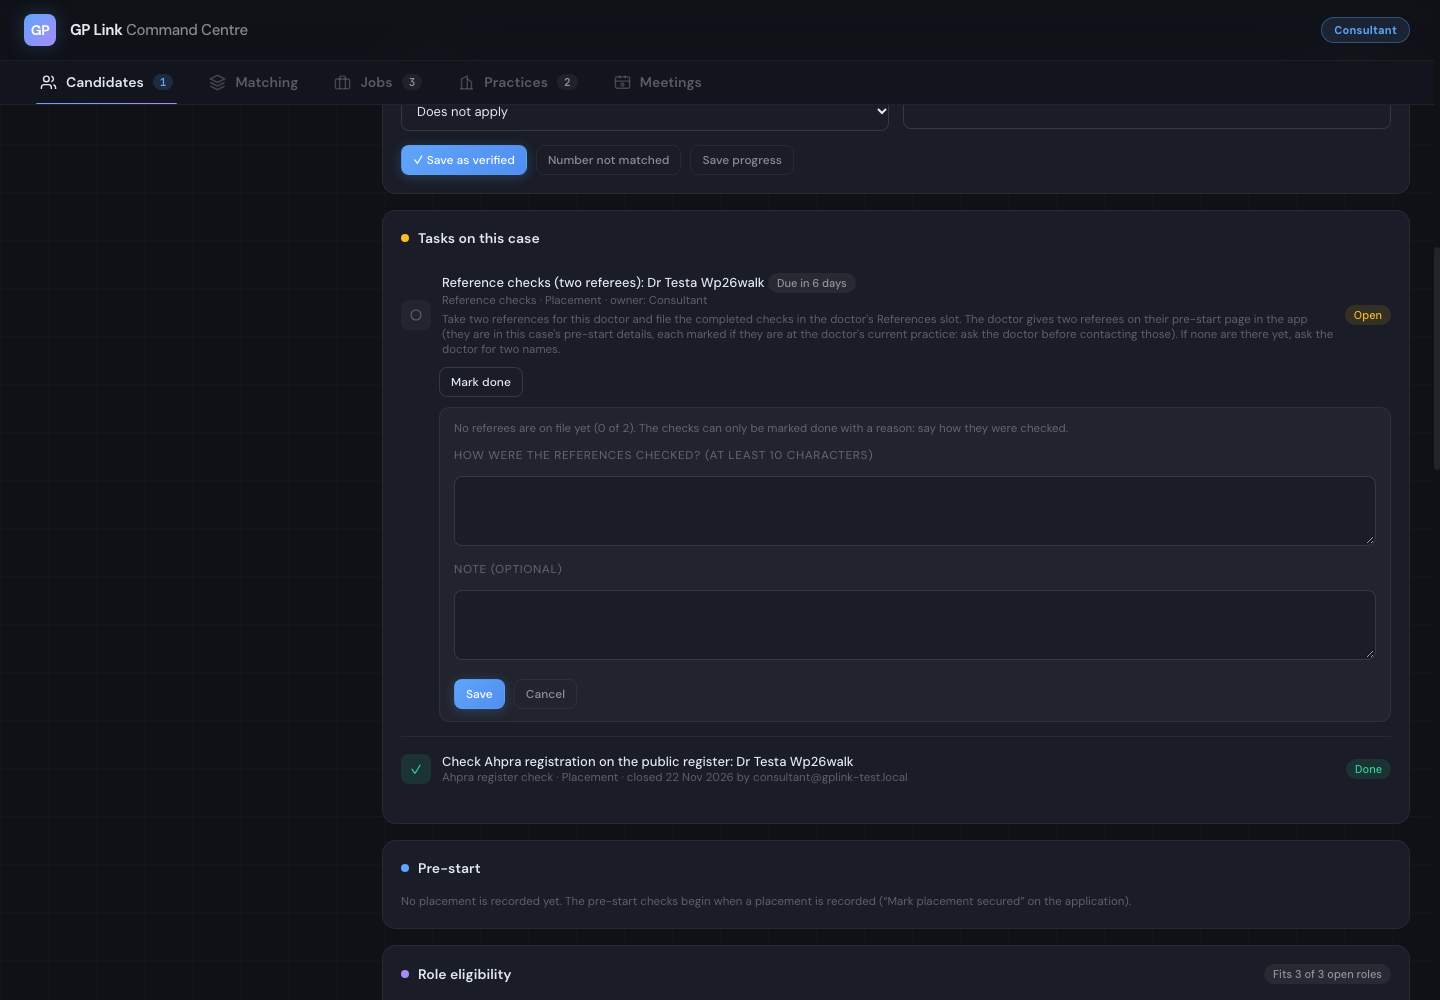 GP
GP Link Command Centre
Consultant
Candidates 1
Matching
Jobs 3
Practices 2
Meetings
Does not apply
✓ Save as verified
Number not matched
Save progress
Tasks on this case
Reference checks (two referees): Dr Testa Wp26walk Due in 6 days
Reference checks · Placement · owner: Consultant
Take two references for this doctor and file the completed checks in the doctor's References slot. The doctor gives two referees on their pre-start page in the app
(they are in this case's pre-start details, each marked if they are at the doctor's current practice: ask the doctor before contacting those). If none are there yet, ask the
doctor for two names.
Open
Mark done
No referees are on file yet (0 of 2). The checks can only be marked done with a reason: say how they were checked.
HOW WERE THE REFERENCES CHECKED? (AT LEAST 10 CHARACTERS)
NOTE (OPTIONAL)
Save
Cancel
Check Ahpra registration on the public register: Dr Testa Wp26walk
Ahpra register check · Placement · closed 22 Nov 2026 by consultant@gplink-test.local
Done
Pre-start
No placement is recorded yet. The pre-start checks begin when a placement is recorded (“Mark placement secured” on the application).
Role eligibility
Fits 3 of 3 open roles